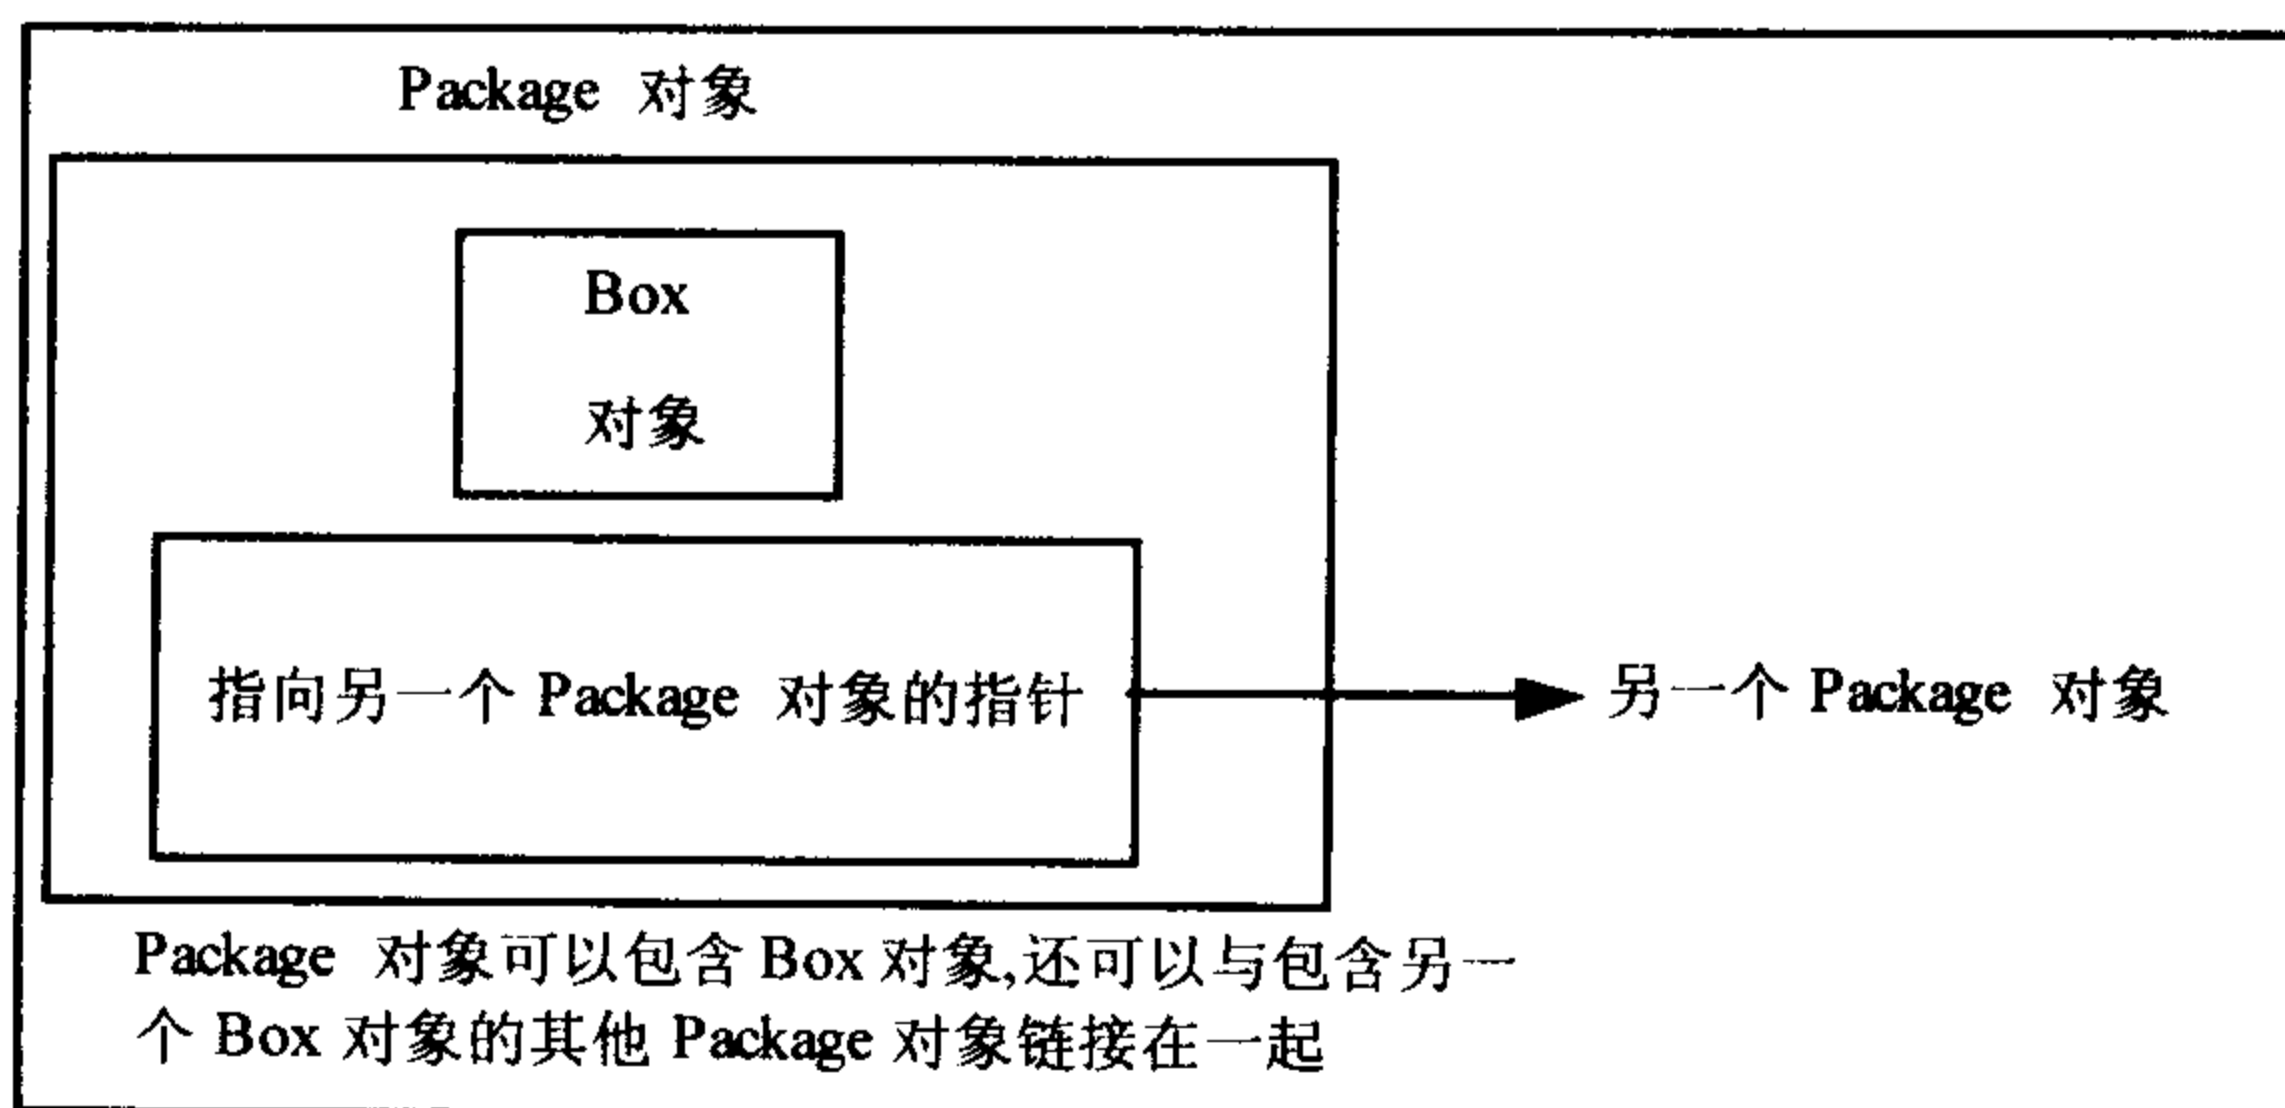 Package 对象
Box
对象
指向另一个 Package 对象的指针
另一个 Package 对象
Package 对象可以包含 Box 对象,还可以与包含另一
个 Box 对象的其他 Package 对象链接在一起